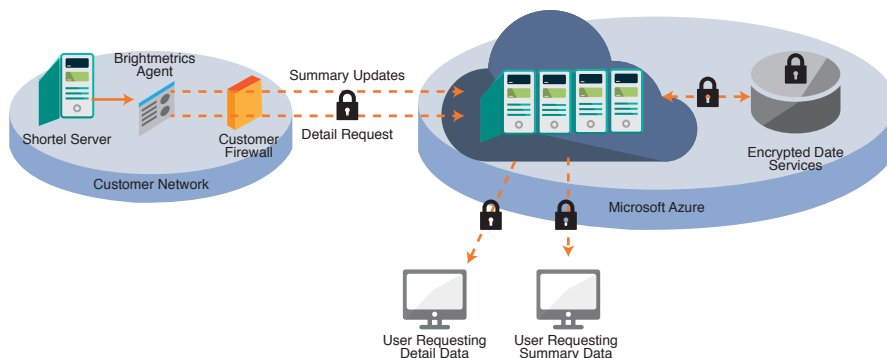 Brightmetrics
Agent
Summary Updates
Shortel Server
Customer
Firewall
Detail Request
Customer Network
Encrypted Date
Services
Microsoft Azure
User Requesting
Detail Data
User Requesting
Summary Data